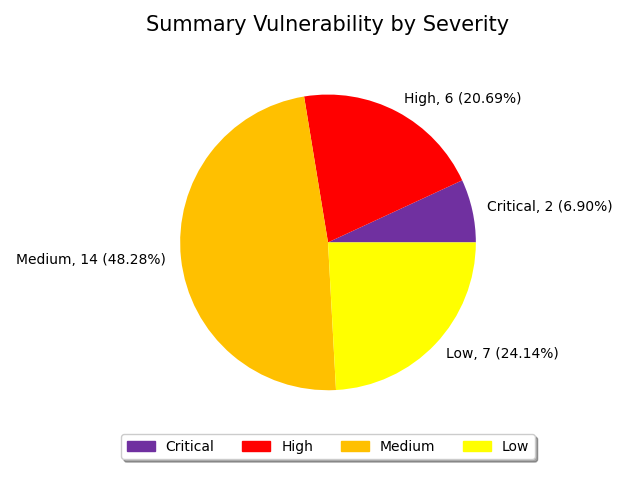 Summary Vulnerability by Severity
High, 6 (20.69%)
Critical, 2 (6.90%)
Medium, 14 (48.28%)
Low, 7 (24.14%)
Critical High Medium Low